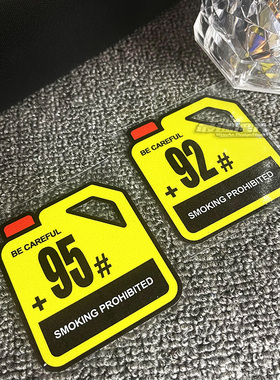 BE CAREFUL
+92#
SMOKING PROHIBITED
BE CAREFUL
+95#
SMOKING PROHIBITED